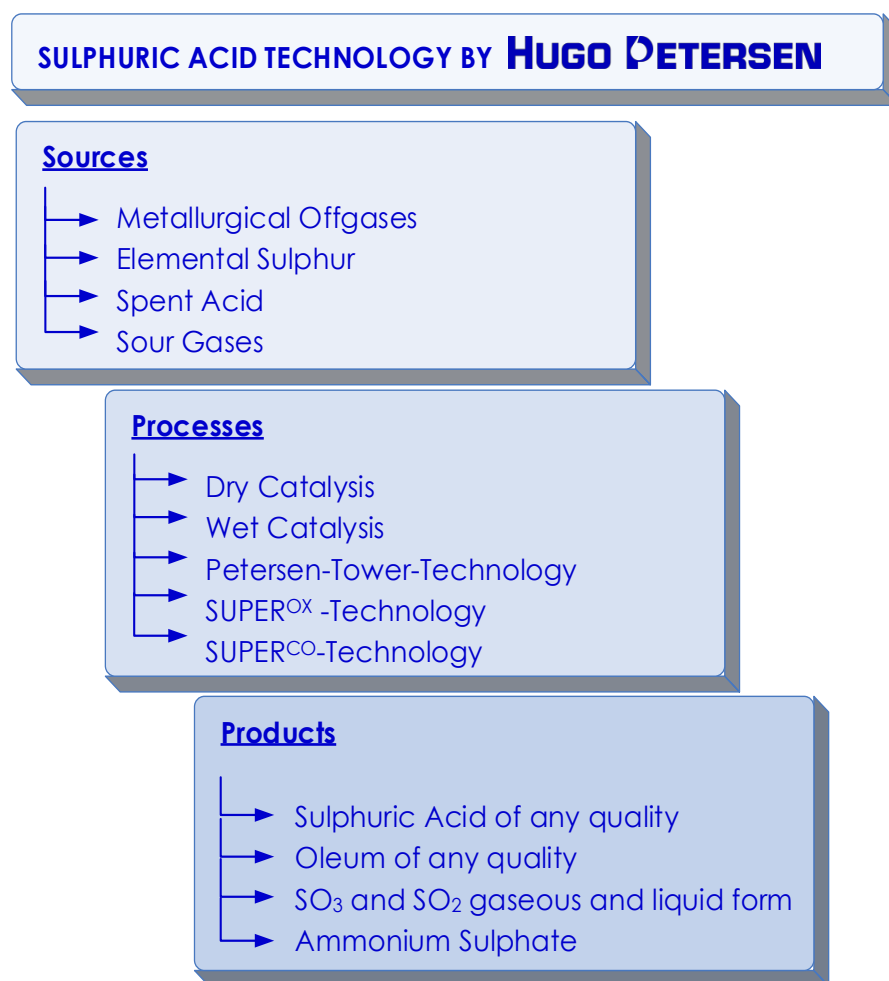 SULPHURIC ACID TECHNOLOGY BY HUGO PETERSEN
Sources
Metallurgical Offgases
Elemental Sulphur
Spent Acid
Sour Gases
Processes
Dry Catalysis
Wet Catalysis
Petersen-Tower-Technology
SUPERᴼˣ -Technology
SUPERᶜᴼ-Technology
Products
Sulphuric Acid of any quality
Oleum of any quality
SO₃ and SO₂ gaseous and liquid form
Ammonium Sulphate